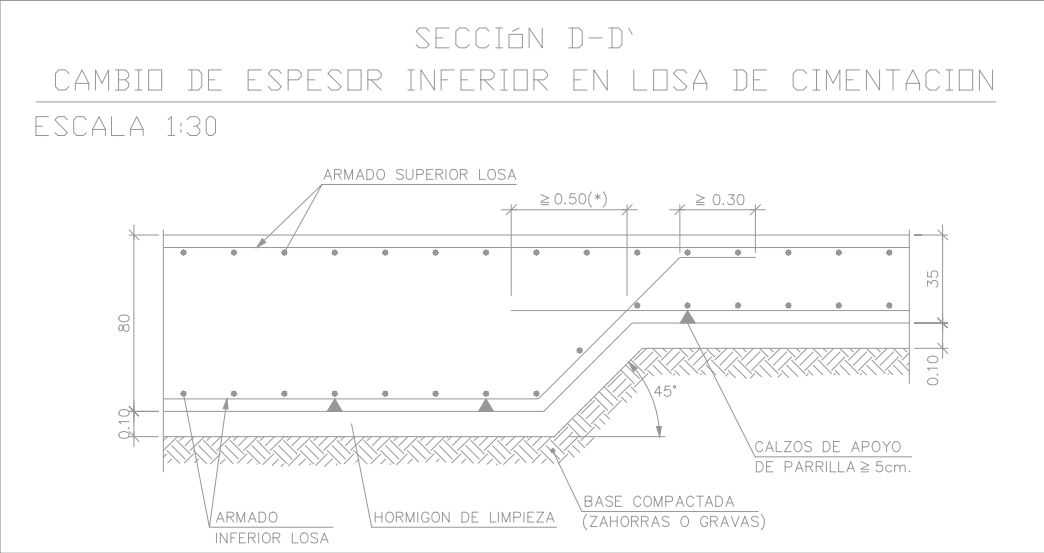 SECCIóN D-D`
CAMBIO DE ESPESOR INFERIOR EN LOSA DE CIMENTACION
ESCALA 1:30
ARMADO SUPERIOR LOSA
≧ 0.50(*)
≧ 0.30
80
35
0.10
0.10
45°
CALZOS DE APOYO
DE PARRILLA ≧ 5cm.
BASE COMPACTADA
(ZAHORRAS O GRAVAS)
HORMIGON DE LIMPIEZA
ARMADO
INFERIOR LOSA